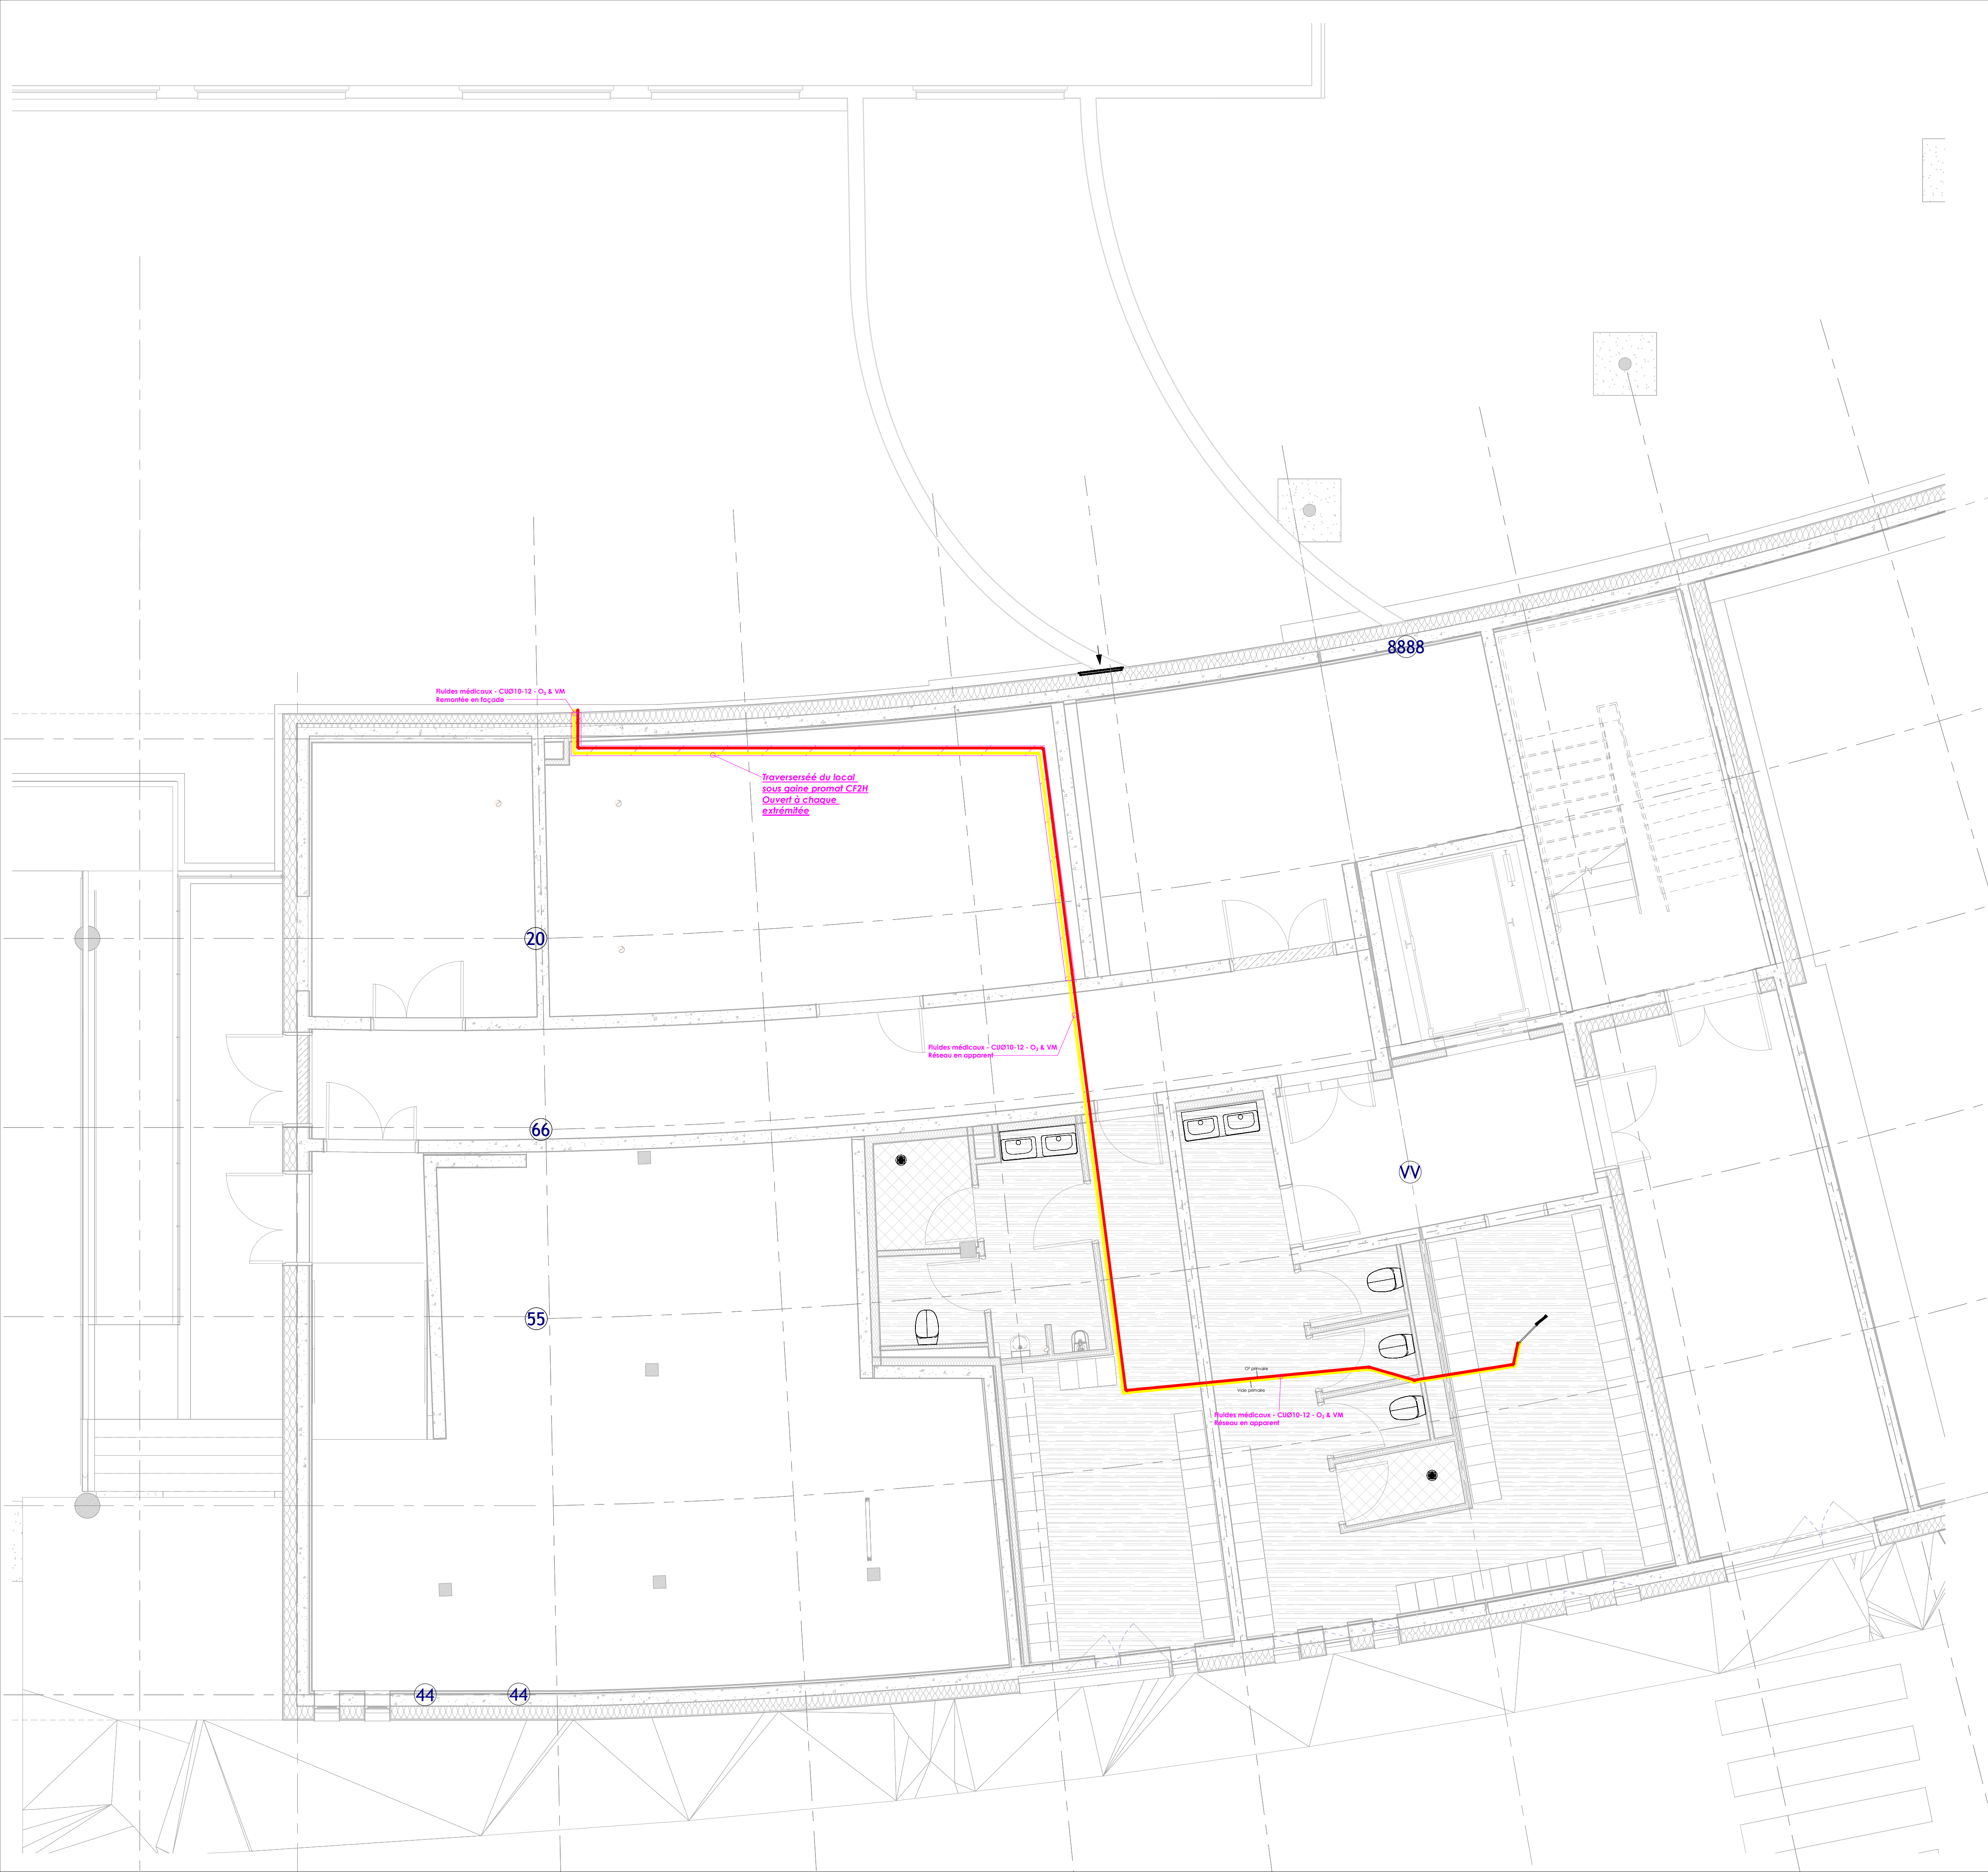 8888
Fluides médicaux - CUØ10-12 - O₂ & VM
Remontée en façade
Traverserséé du local
sous gaine promat CF2H
Ouvert à chaque
extrémitée
20
Fluides médicaux - CUØ10-12 - O₂ & VM
Réseau en apparent
66
VV
55
O² primaire
Vide primaire
Fluides médicaux - CUØ10-12 - O₂ & VM
Réseau en apparent
44
44